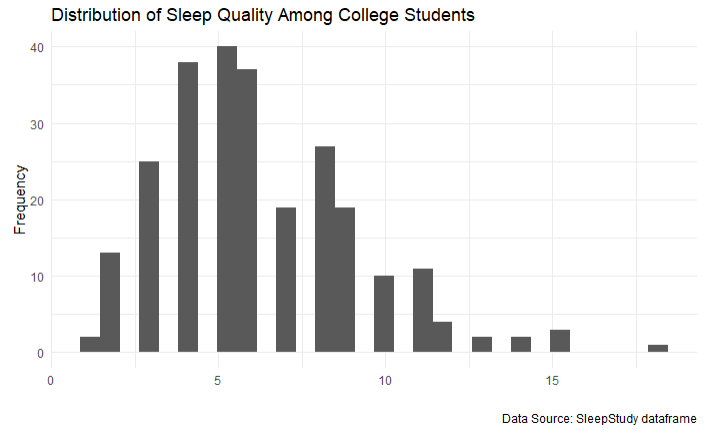 Distribution of Sleep Quality Among College Students
Frequency
40
30
20
10
0
0 5 10 15
Data Source: SleepStudy dataframe